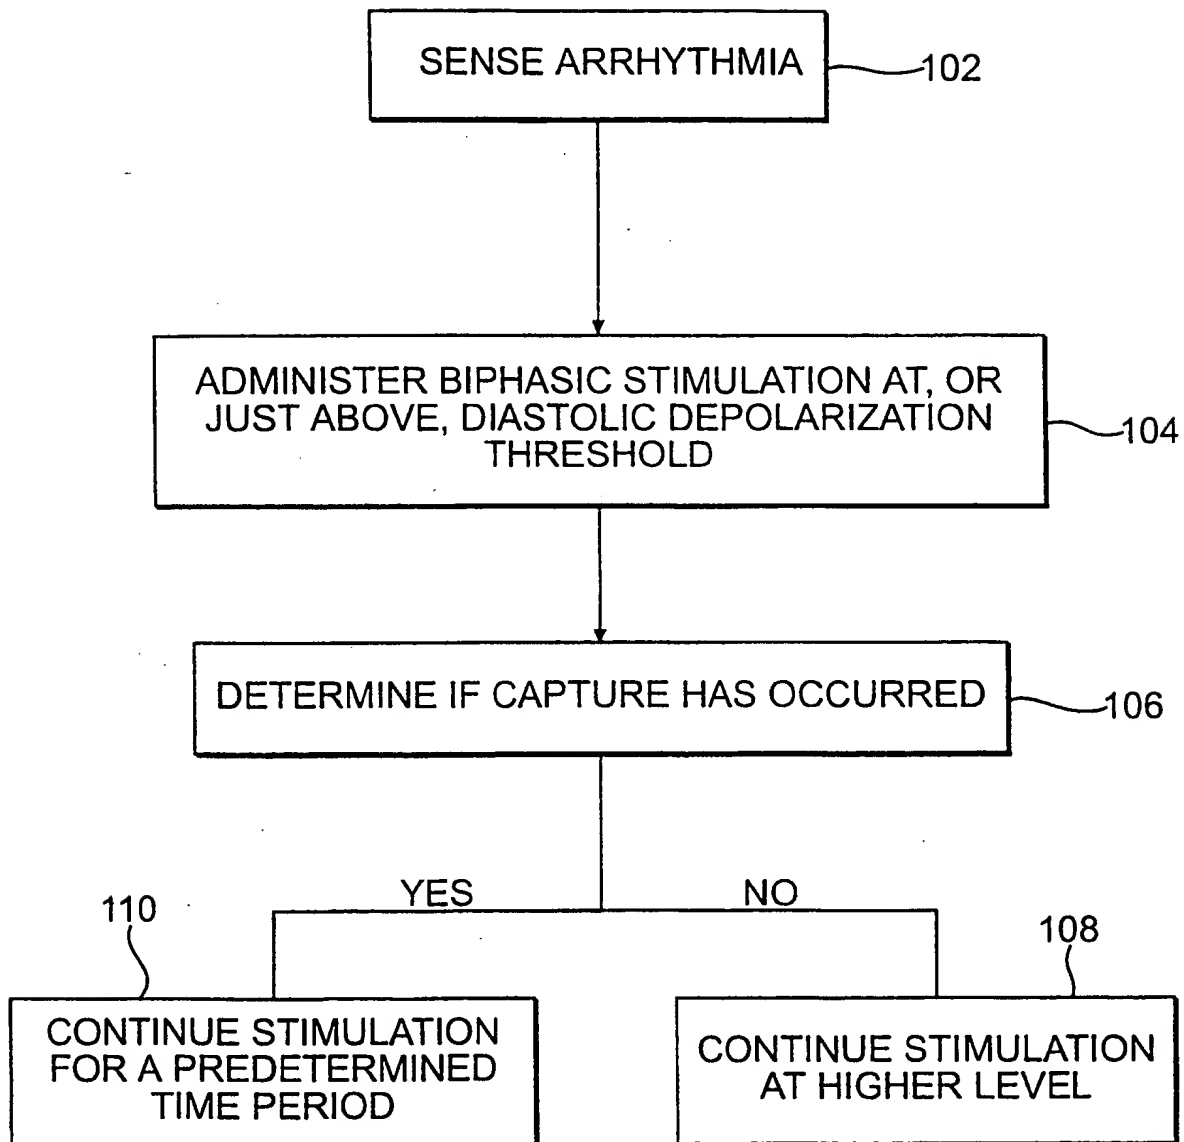 SENSE ARRHYTHMIA
102
ADMINISTER BIPHASIC STIMULATION AT, OR
JUST ABOVE, DIASTOLIC DEPOLARIZATION
THRESHOLD
104
DETERMINE IF CAPTURE HAS OCCURRED
106
YES
NO
110
108
CONTINUE STIMULATION
FOR A PREDETERMINED
TIME PERIOD
CONTINUE STIMULATION
AT HIGHER LEVEL